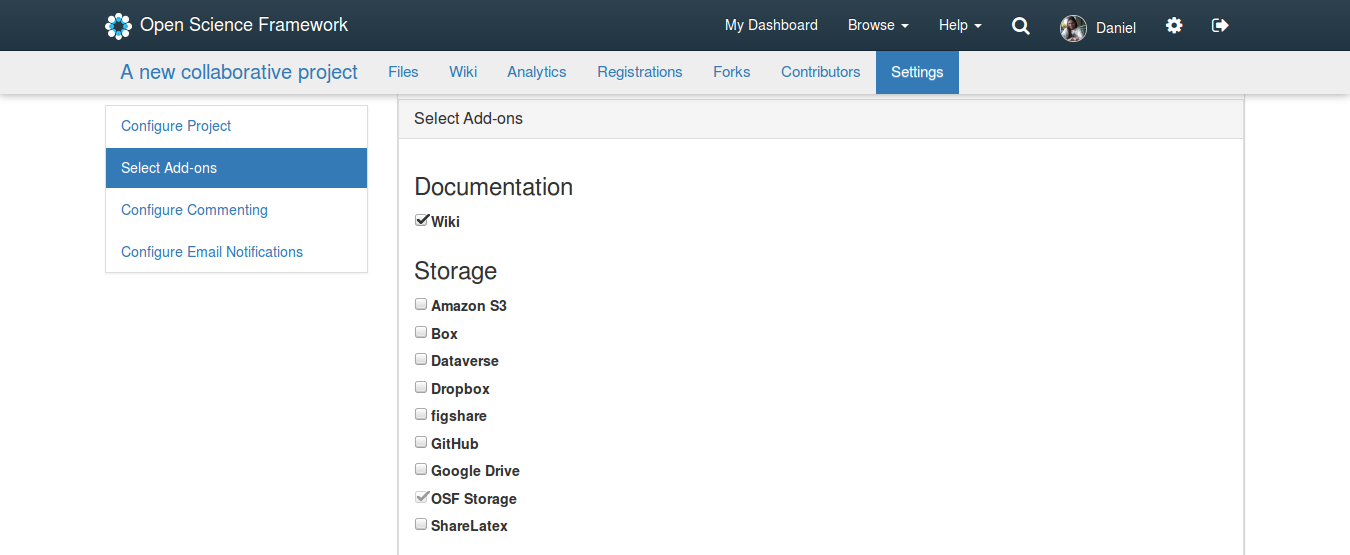 Open Science Framework My Dashboard Browse Help Daniel
A new collaborative project Files Wiki Analytics Registrations Forks Contributors Settings
Configure Project
Select Add-ons
Configure Commenting
Configure Email Notifications
Select Add-ons
Documentation
Wiki
Storage
Amazon S3
Box
Dataverse
Dropbox
figshare
GitHub
Google Drive
OSF Storage
ShareLatex